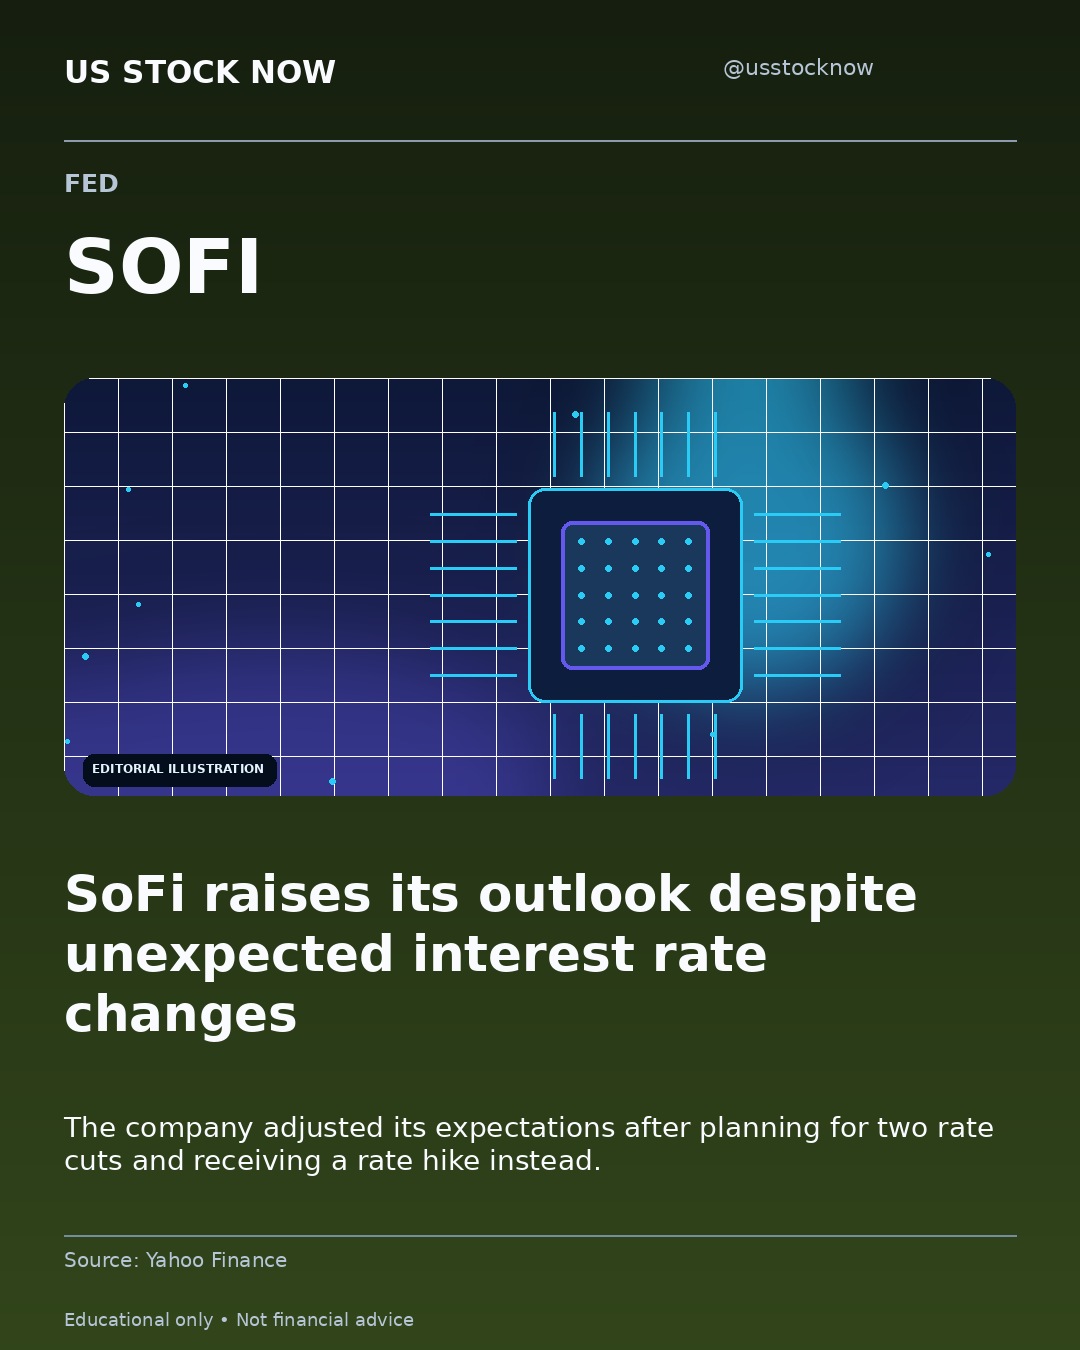 US STOCK NOW
@usstocknow
FED
SOFI
EDITORIAL ILLUSTRATION
SoFi raises its outlook despite
unexpected interest rate
changes
The company adjusted its expectations after planning for two rate
cuts and receiving a rate hike instead.
Source: Yahoo Finance
Educational only • Not financial advice